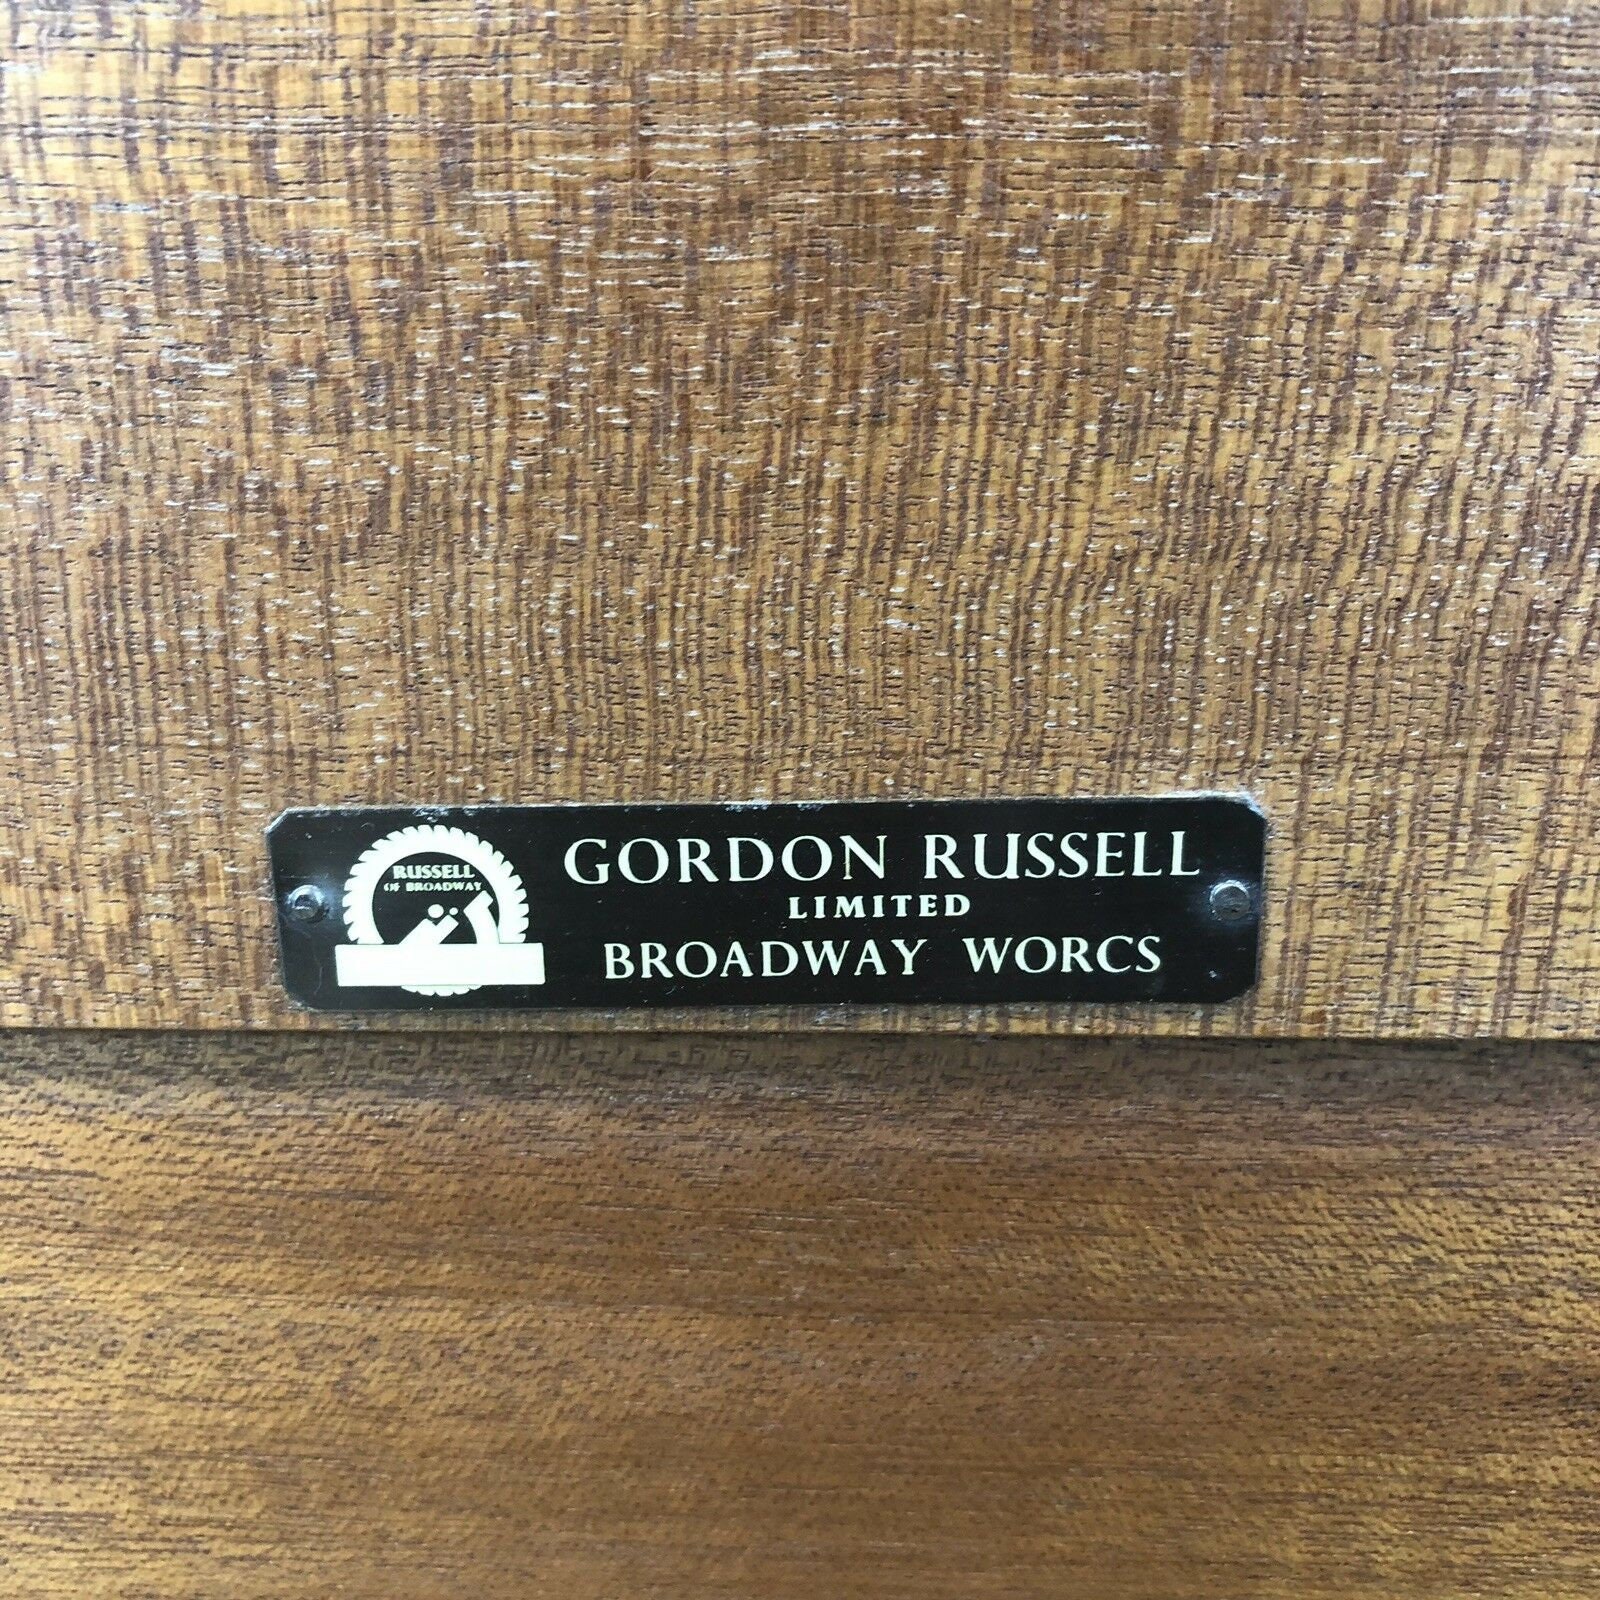 RUSSELL
OF BROADWAY
GORDON RUSSELL
LIMITED
BROADWAY WORCS